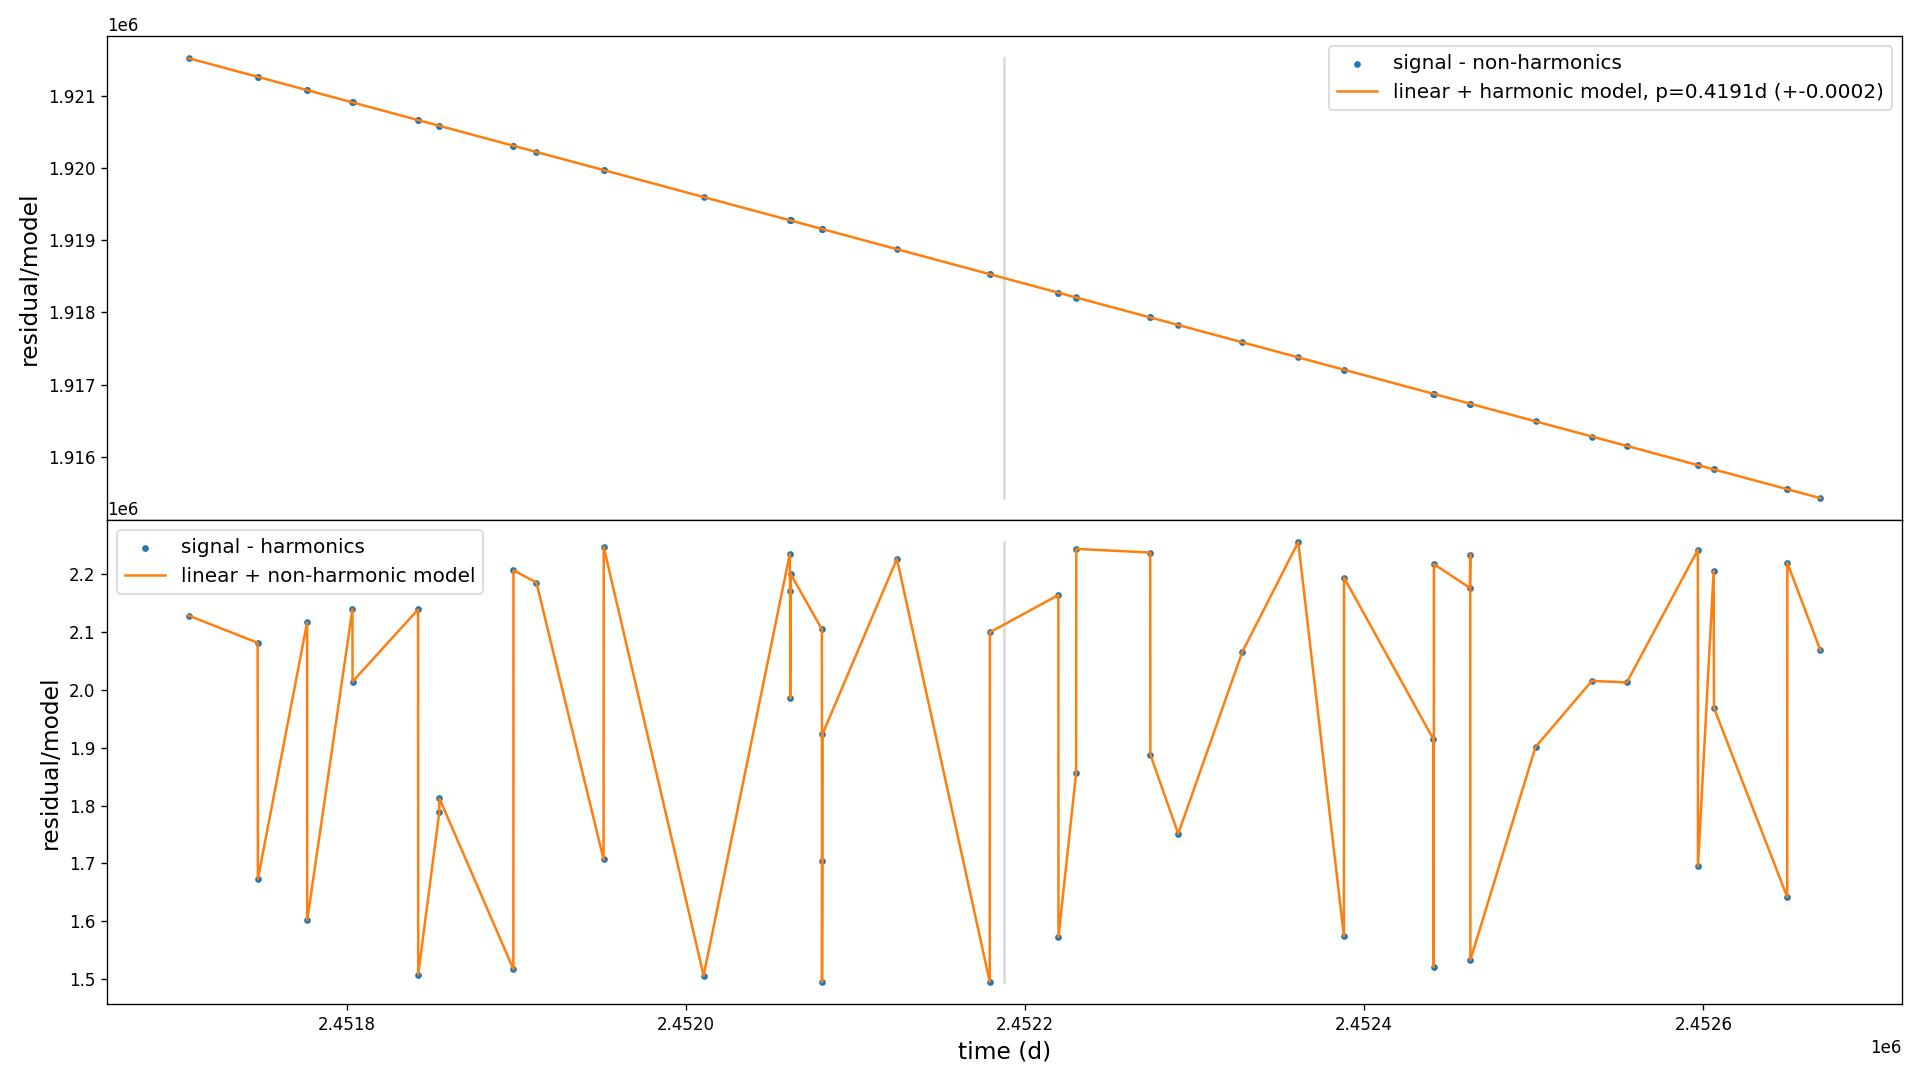 1e6
signal - non-harmonics
linear + harmonic model, p=0.4191d (+-0.0002)
1.921
1.920
1.919
1.918
1.917
1.916
residual/model
1e6
signal - harmonics
linear + non-harmonic model
2.2
2.1
2.0
1.9
1.8
1.7
1.6
1.5
residual/model
2.4518
2.4520
2.4522
2.4524
2.4526
time (d)
1e6